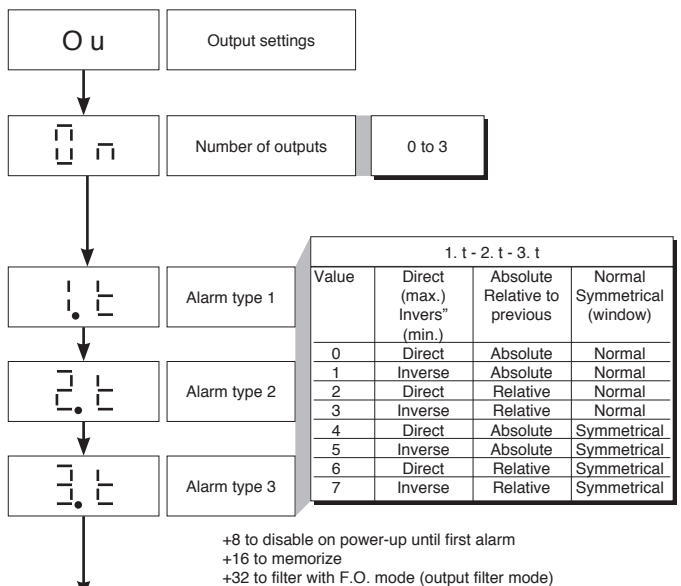 O u
Output settings
0 n
Number of outputs
0 to 3
1. t - 2. t - 3. t
Value
Direct
(max.)
Invers”
(min.)
Absolute
Relative to
previous
Normal
Symmetrical
(window)
0 Direct Absolute Normal
1 Inverse Absolute Normal
2 Direct Relative Normal
3 Inverse Relative Normal
4 Direct Absolute Symmetrical
5 Inverse Absolute Symmetrical
6 Direct Relative Symmetrical
7 Inverse Relative Symmetrical
1.t
Alarm type 1
2.t
Alarm type 2
3.t
Alarm type 3
+8 to disable on power-up until first alarm
+16 to memorize
+32 to filter with F.O. mode (output filter mode)